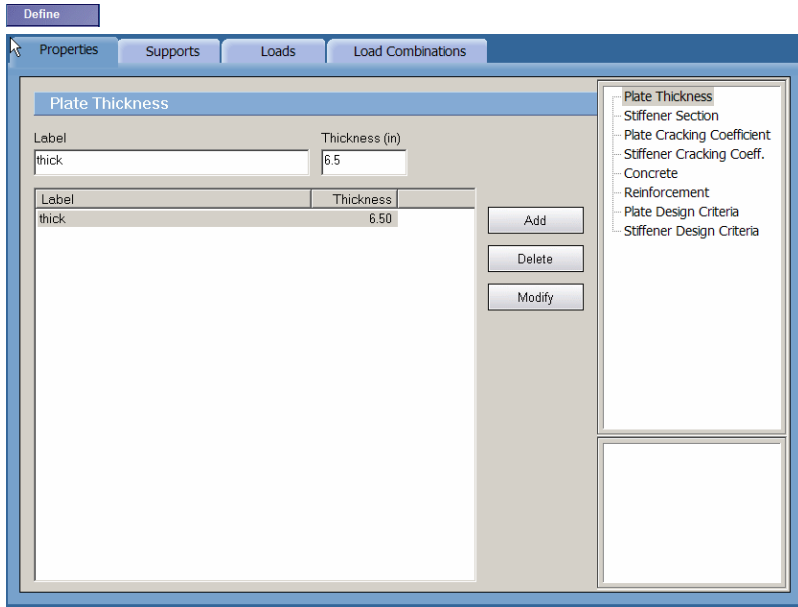 Define
Properties Supports Loads Load Combinations
Plate Thickness
Label Thickness (in)
thick 6.5
Label Thickness
thick 6.50
Add
Delete
Modify
Plate Thickness
Stiffener Section
Plate Cracking Coefficient
Stiffener Cracking Coeff.
Concrete
Reinforcement
Plate Design Criteria
Stiffener Design Criteria